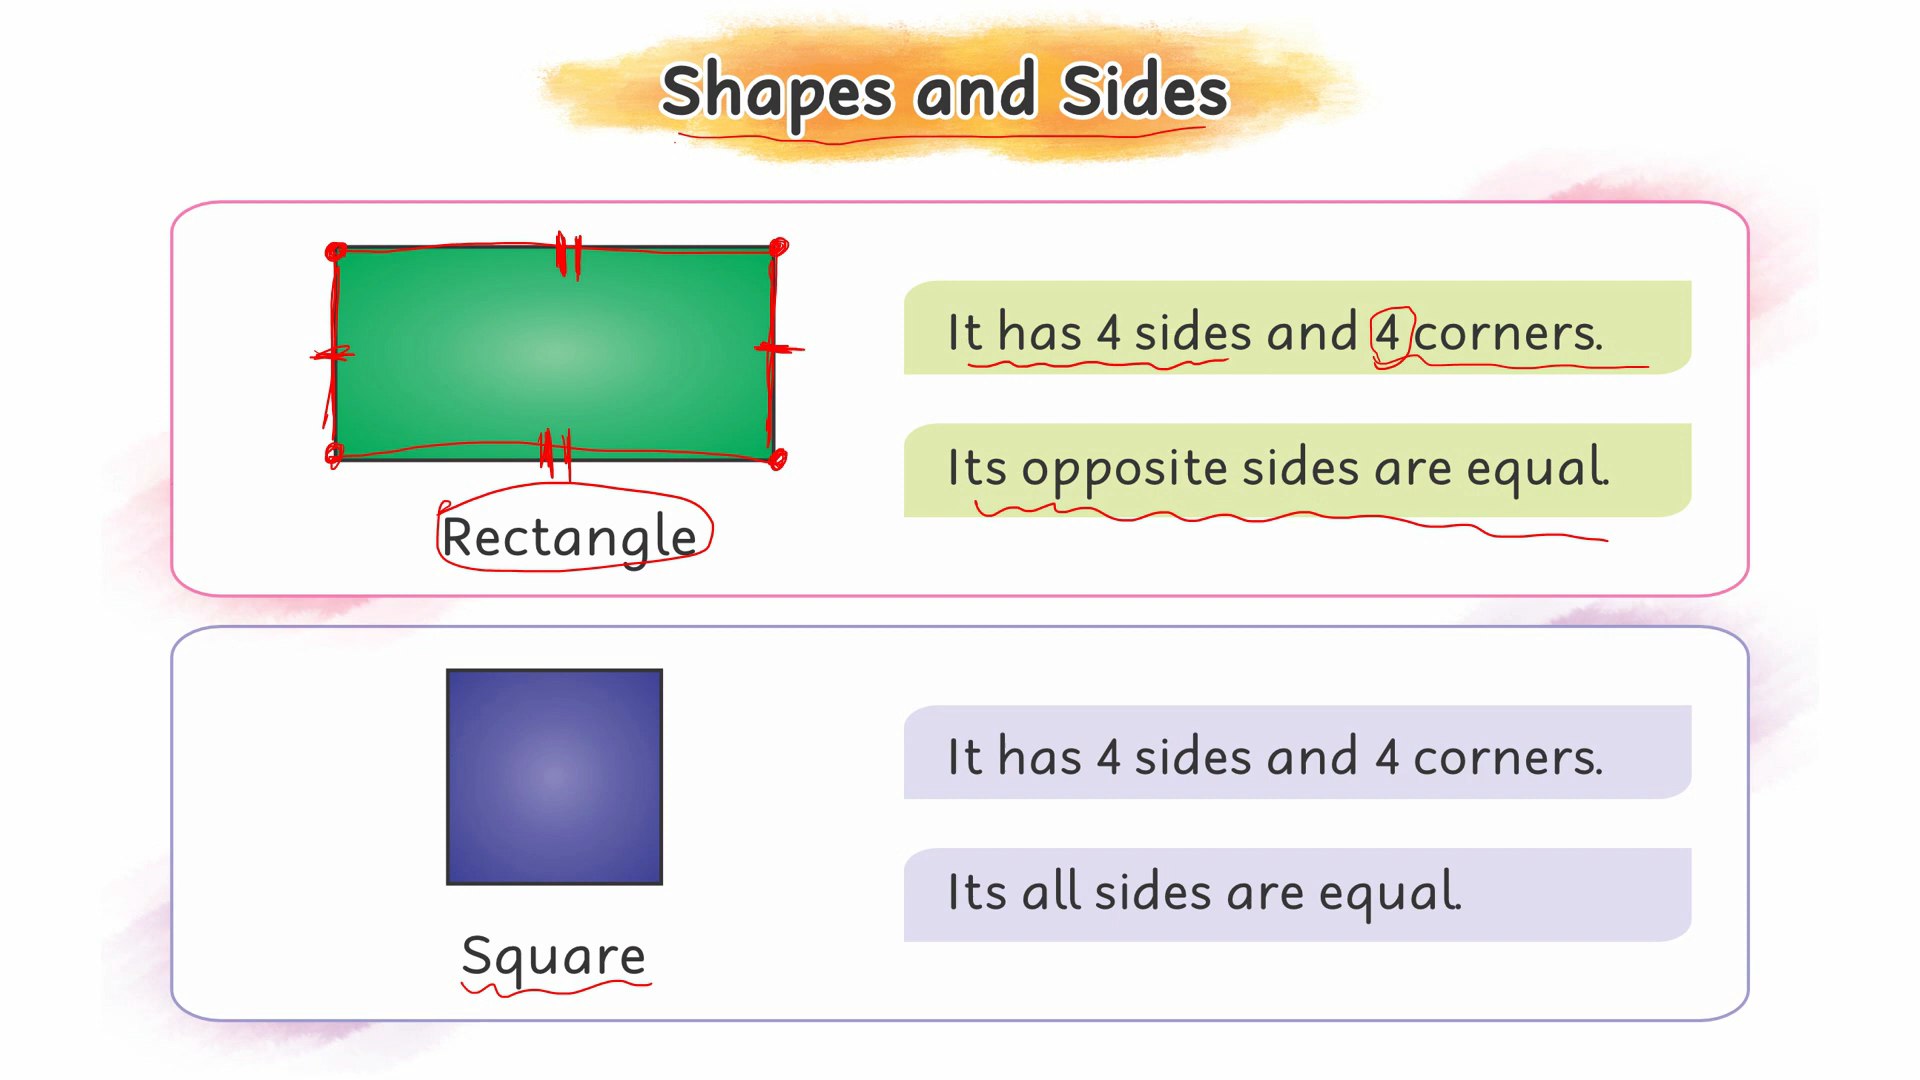 Shapes and Sides
It has 4 sides and 4 corners.
Its opposite sides are equal.
Rectangle
It has 4 sides and 4 corners.
Its all sides are equal.
Square